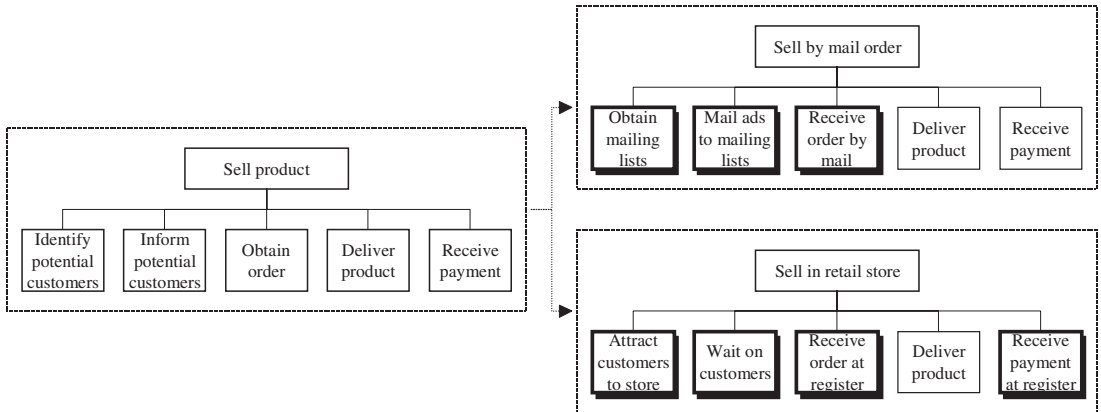 Sell by mail order
Obtain
mailing
lists
Mail ads
to mailing
lists
Receive
order by
mail
Deliver
product
Receive
payment
Sell product
Identify
potential
customers
Inform
potential
customers
Obtain
order
Deliver
product
Receive
payment
Sell in retail store
Attract
customers
to store
Wait on
customers
Receive
order at
register
Deliver
product
Receive
payment
at register